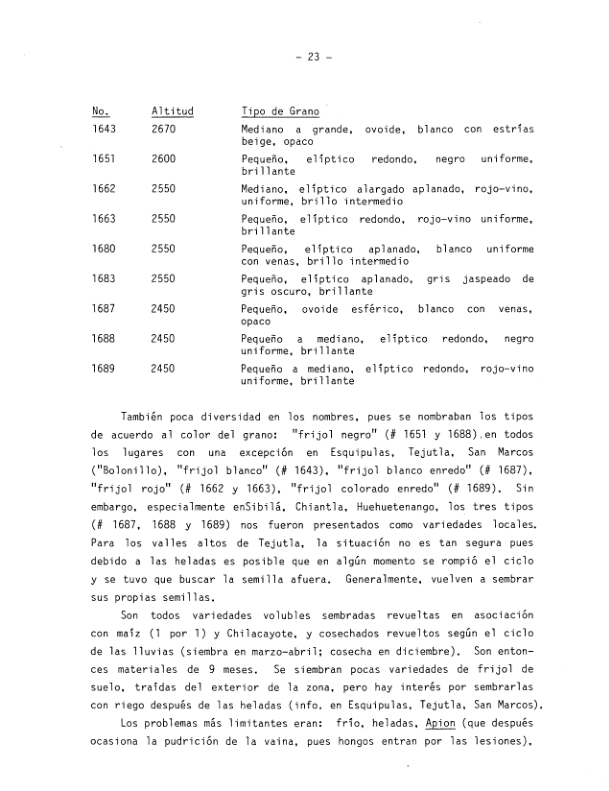 - 23 -
No. Altitud Tipo de Grano
1643 2670 Mediano a grande, ovoide, blanco con estrías
beige, opaco
1651 2600 Pequeño, elíptico redondo, negro uniforme,
brillante
1662 2550 Mediano, elíptico alargado aplanado, rojo-vino,
uniforme, brillo intermedio
1663 2550 Pequeño, elíptico redondo, rojo-vino uniforme,
brillante
1680 2550 Pequeño, elíptico aplanado, blanco uniforme
con venas, brillo intermedio
1683 2550 Pequeño, elíptico aplanado, gris jaspeado de
gris oscuro, brillante
1687 2450 Pequeño, ovoide esférico, blanco con venas,
opaco
1688 2450 Pequeño a mediano, elíptico redondo, negro
uniforme, brillante
1689 2450 Pequeño a mediano, elíptico redondo, rojo-vino
uniforme, brillante
También poca diversidad en los nombres, pues se nombraban los tipos
de acuerdo al color del grano: "frijol negro" (# 1651 y 1688).en todos
los lugares con una excepción en Esquipulas, Tejutla, San Marcos
("Bolonillo), "frijol blanco" (# 1643), "frijol blanco enredo" (# 1687),
"frijol rojo" (# 1662 y 1663), "frijol colorado enredo" (# 1689). Sin
embargo, especialmente enSibilá, Chiantla, Huehuetenango, los tres tipos
(# 1687, 1688 y 1689) nos fueron presentados como variedades locales.
Para los valles altos de Tejutla, la situación no es tan segura pues
debido a las heladas es posible que en algún momento se rompió el ciclo
y se tuvo que buscar la semilla afuera. Generalmente, vuelven a sembrar
sus propias semillas.
Son todos variedades volubles sembradas revueltas en asociación
con maíz (1 por 1) y Chilacayote, y cosechados revueltos según el ciclo
de las lluvias (siembra en marzo-abril; cosecha en diciembre). Son enton-
ces materiales de 9 meses. Se siembran pocas variedades de frijol de
suelo, traídas del exterior de la zona, pero hay interés por sembrarlas
con riego después de las heladas (info. en Esquipulas, Tejutla, San Marcos).
Los problemas más limitantes eran: frío, heladas, Apion (que después
ocasiona la pudrición de la vaina, pues hongos entran por las lesiones),